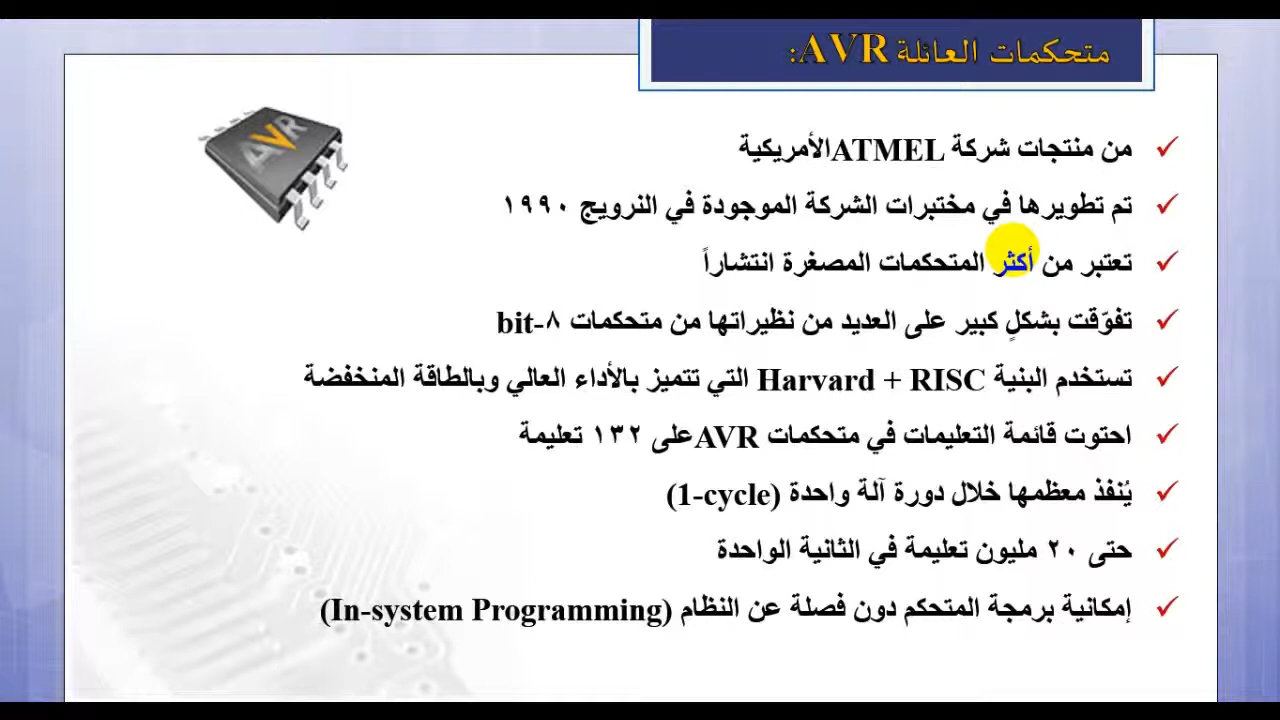 متحكمات العائلة AVR:
AVR
من منتجات شركة ATMELالأمريكية
تم تطويرها في مختبرات الشركة الموجودة في النرويج ١٩٩٠
تعتبر من أكثر المتحكمات المصغرة انتشاراً
تفوّقت بشكلٍ كبير على العديد من نظيراتها من متحكمات ٨-bit
تستخدم البنية Harvard + RISC التي تتميز بالأداء العالي وبالطاقة المنخفضة
احتوت قائمة التعليمات في متحكمات AVRعلى ١٣٢ تعليمة
يُنفذ معظمها خلال دورة آلة واحدة (1-cycle)
حتى ٢٠ مليون تعليمة في الثانية الواحدة
إمكانية برمجة المتحكم دون فصلة عن النظام (In-system Programming)